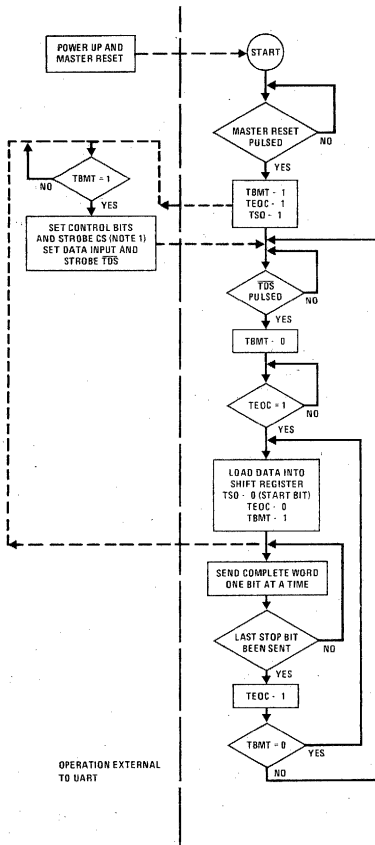 POWER UP AND
MASTER RESET
START
MASTER RESET
PULSED
NO
YES
TBMT = 1
NO
YES
TBMT - 1
TEOC - 1
TSO - 1
SET CONTROL BITS
AND STROBE CS (NOTE 1)
SET DATA INPUT AND
STROBE T̅D̅S̅
T̅D̅S̅
PULSED
NO
YES
TBMT - 0
TEOC = 1
NO
YES
LOAD DATA INTO
SHIFT REGISTER
TSO - 0 (START BIT)
TEOC - 0
TBMT - 1
SEND COMPLETE WORD
ONE BIT AT A TIME
LAST STOP BIT
BEEN SENT
NO
YES
TEOC - 1
TBMT = 0
YES
NO
OPERATION EXTERNAL
TO UART